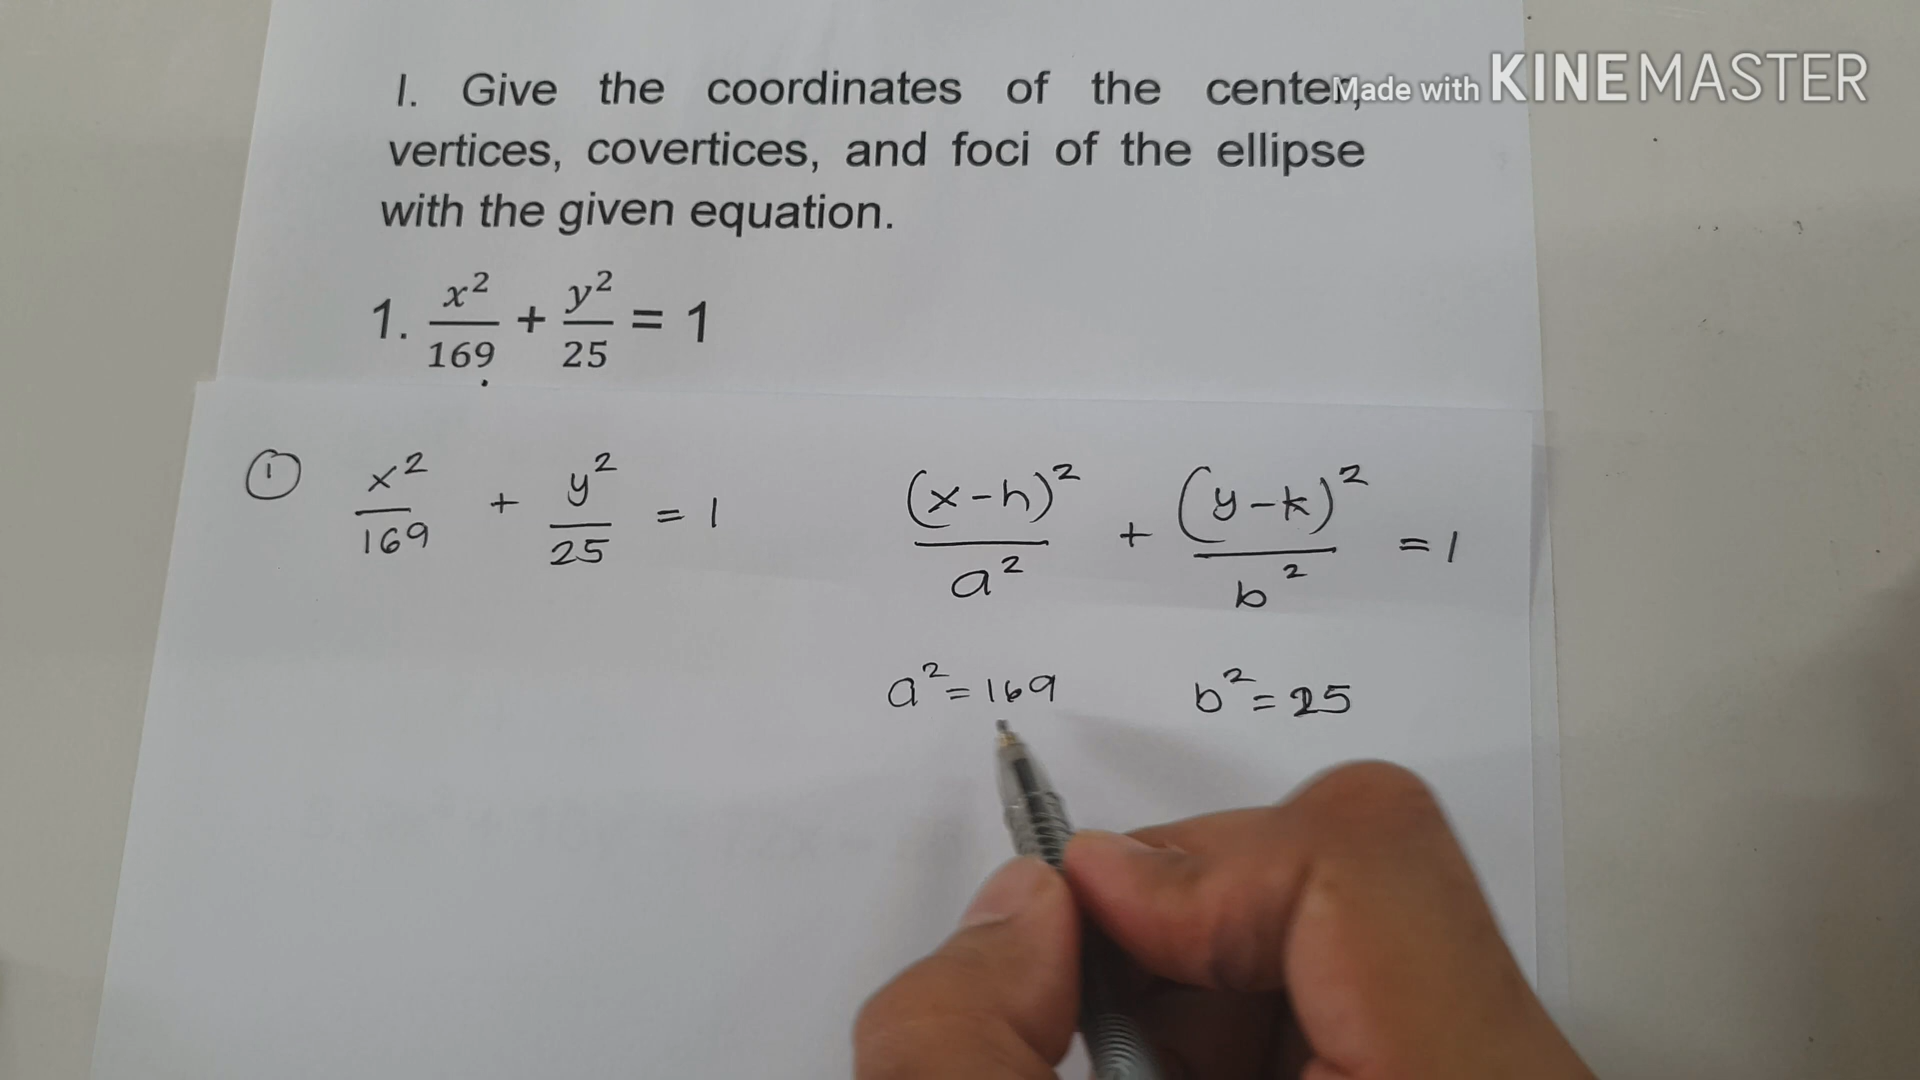 I. Give the coordinates of the center,
vertices, covertices, and foci of the ellipse
with the given equation.
Made with KINEMASTER
1. x²/169 + y²/25 = 1
① x²/169 + y²/25 = 1
(x-h)²/a² + (y-k)²/b² = 1
a² = 169
b² = 25